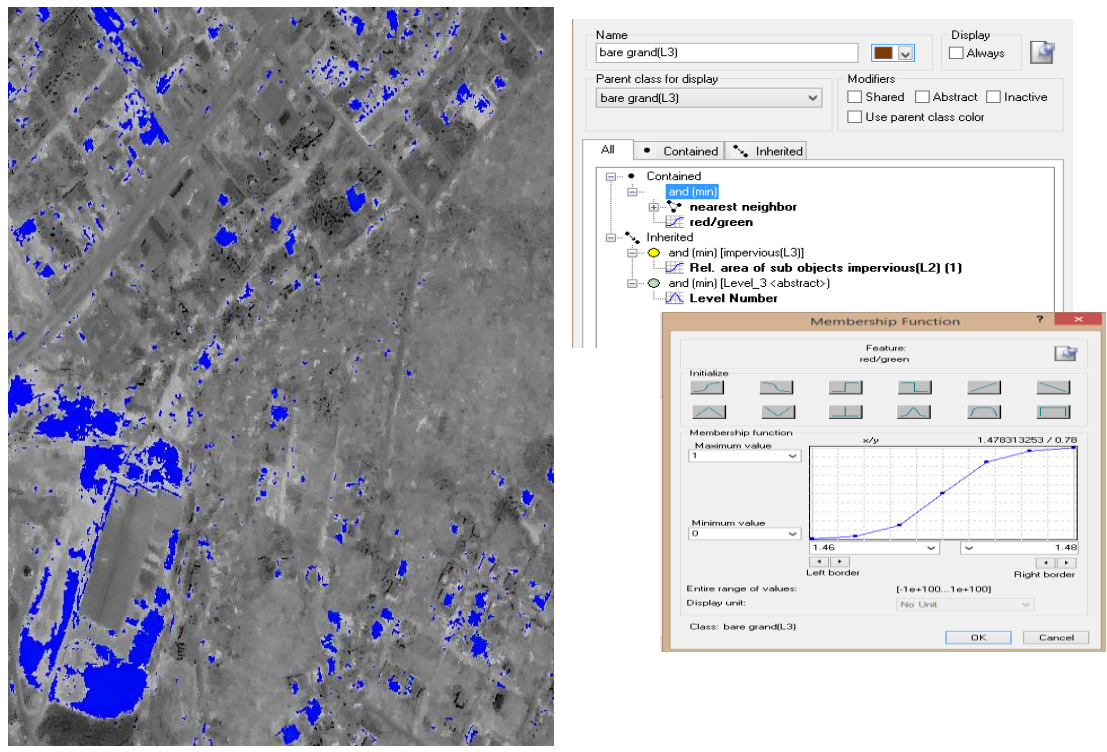 Name
Display
bare grand(L3)
Always
Parent class for display
Modifiers
bare grand(L3)
Shared Abstract Inactive
Use parent class color
All Contained Inherited
Contained
and (min)
nearest neighbor
red/green
Inherited
and (min) [impervious(L3)]
Rel. area of sub objects impervious(L2) (1)
and (min) [Level_3 <abstract>)
Level Number
Membership Function ? ×
Feature:
red/green
Initialize
Membership function
Maximum value
x/y
1.478313253 / 0.78
1
Minimum value
0
1.46
1.48
Left border
Right border
Entire range of values:
[-1e+100...1e+100]
Display unit:
No Unit
Class: bare grand(L3)
OK Cancel